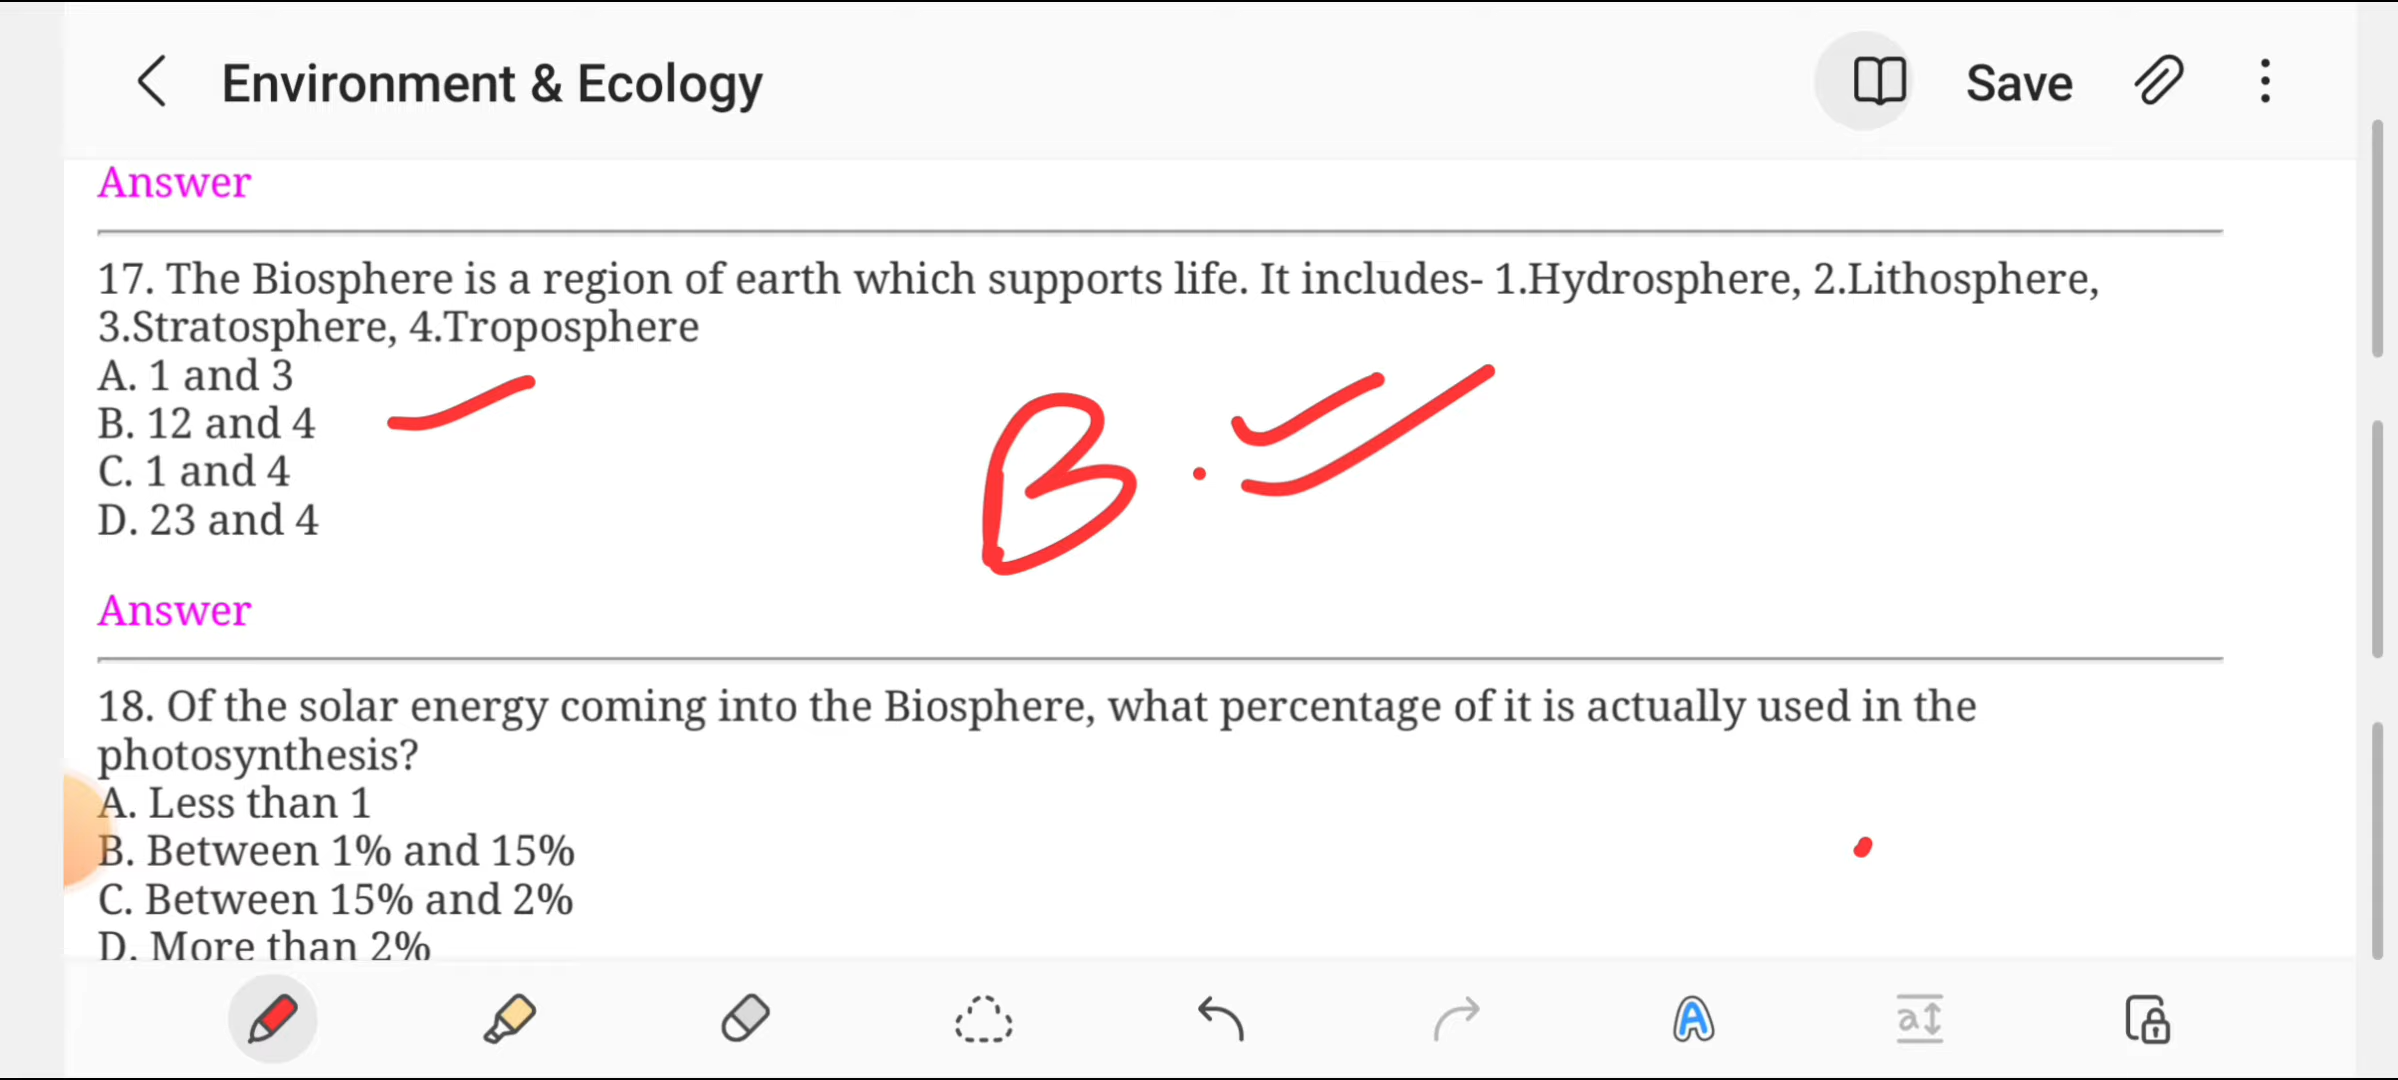 Environment & Ecology
Save
Answer
17. The Biosphere is a region of earth which supports life. It includes- 1.Hydrosphere, 2.Lithosphere,
3.Stratosphere, 4.Troposphere
A. 1 and 3
B. 12 and 4
C. 1 and 4
D. 23 and 4
B.
Answer
18. Of the solar energy coming into the Biosphere, what percentage of it is actually used in the
photosynthesis?
A. Less than 1
B. Between 1% and 15%
C. Between 15% and 2%
D. More than 2%
A
a